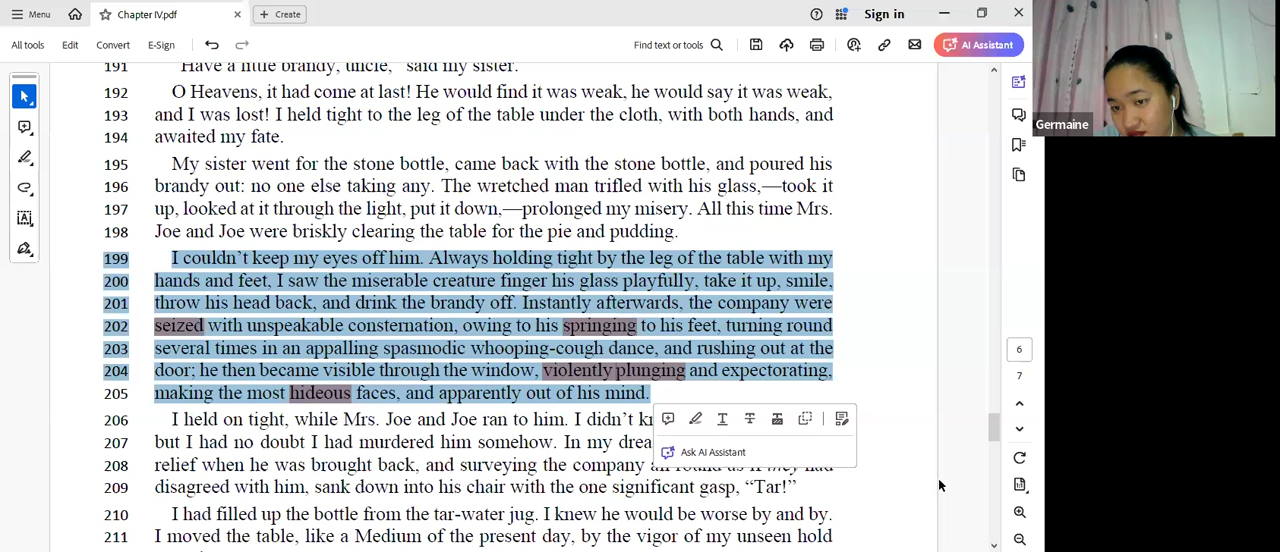 Menu
Chapter IV.pdf
Create
Sign in
All tools
Edit
Convert
E-Sign
Find text or tools
AI Assistant
191 "Have a little brandy, uncle," said my sister.
192 O Heavens, it had come at last! He would find it was weak, he would say it was weak,
193 and I was lost! I held tight to the leg of the table under the cloth, with both hands, and
194 awaited my fate.
195 My sister went for the stone bottle, came back with the stone bottle, and poured his
196 brandy out: no one else taking any. The wretched man trifled with his glass,—took it
197 up, looked at it through the light, put it down,—prolonged my misery. All this time Mrs.
198 Joe and Joe were briskly clearing the table for the pie and pudding.
199 I couldn't keep my eyes off him. Always holding tight by the leg of the table with my
200 hands and feet, I saw the miserable creature finger his glass playfully, take it up, smile,
201 throw his head back, and drink the brandy off. Instantly afterwards, the company were
202 seized with unspeakable consternation, owing to his springing to his feet, turning round
203 several times in an appalling spasmodic whooping-cough dance, and rushing out at the
204 door; he then became visible through the window, violently plunging and expectorating,
205 making the most hideous faces, and apparently out of his mind.
206 I held on tight, while Mrs. Joe and Joe ran to him. I didn't
207 but I had no doubt I had murdered him somehow. In my
208 relief when he was brought back, and surveying the company all round as if they had
209 disagreed with him, sank down into his chair with the one significant gasp, "Tar!"
210 I had filled up the bottle from the tar-water jug. I knew he would be worse by and by.
211 I moved the table, like a Medium of the present day, by the vigor of my unseen hold
Ask AI Assistant
6
7
Germaine